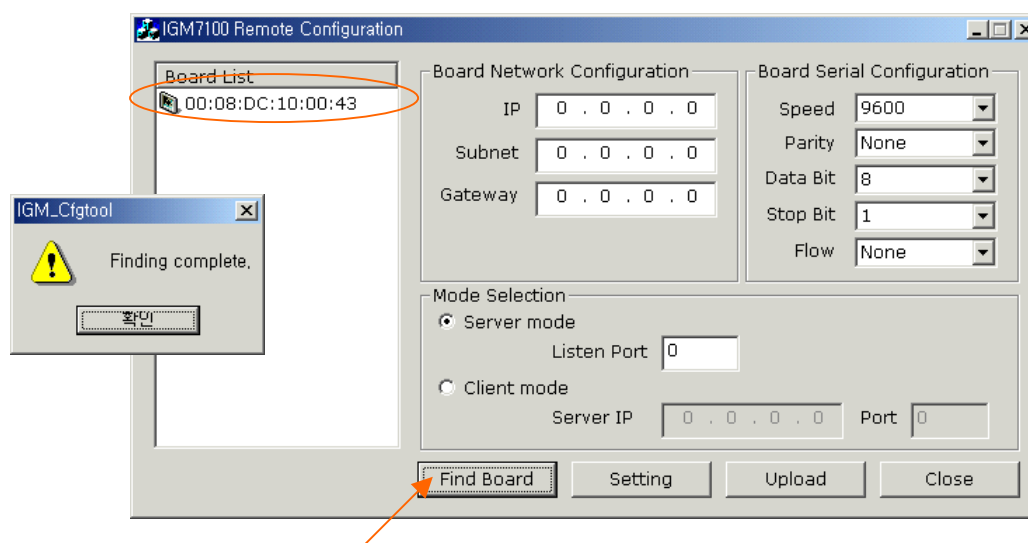 IGM7100 Remote Configuration
Board List
00:08:DC:10:00:43
Board Network Configuration
IP 0 . 0 . 0 . 0
Subnet 0 . 0 . 0 . 0
Gateway 0 . 0 . 0 . 0
Board Serial Configuration
Speed 9600
Parity None
Data Bit 8
Stop Bit 1
Flow None
IGM_Cfgtool
Finding complete,
확인
Mode Selection
Server mode
Listen Port 0
Client mode
Server IP 0 . 0 . 0 . 0 Port 0
Find Board Setting Upload Close